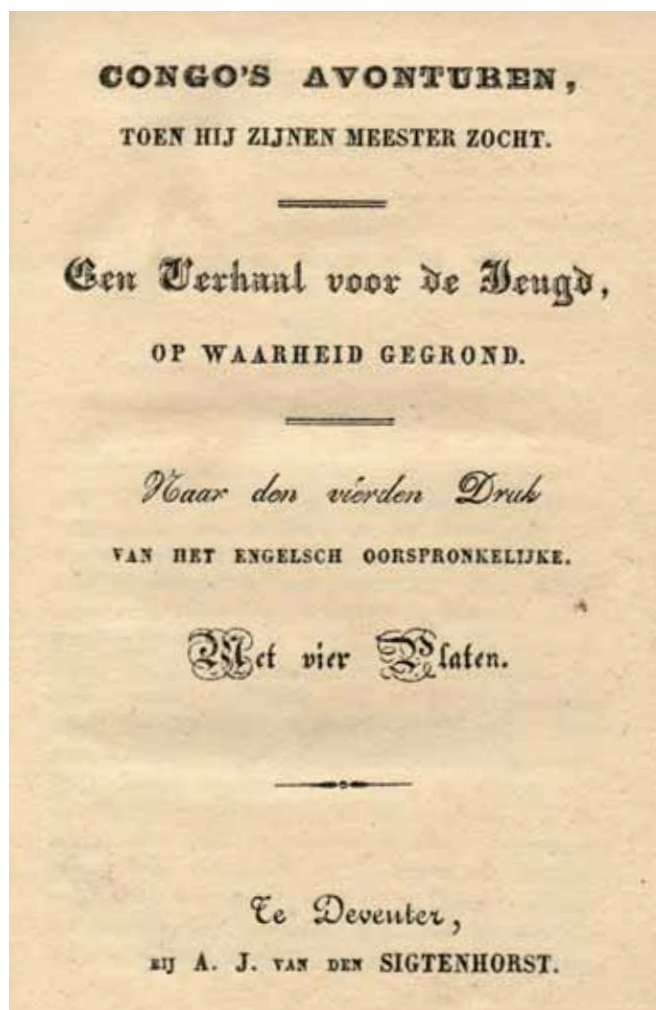 CONGO'S AVONTUREN,
TOEN HIJ ZIJNEN MEESTER ZOCHT.
Een Verhaal voor de Jeugd,
OP WAARHEID GEGROND.
Naar den vierden Druk
VAN HET ENGELSCH OORSPRONKELIJKE.
Met vier Platen.
Te Deventer,
BIJ A. J. VAN DEN SIGTENHORST.